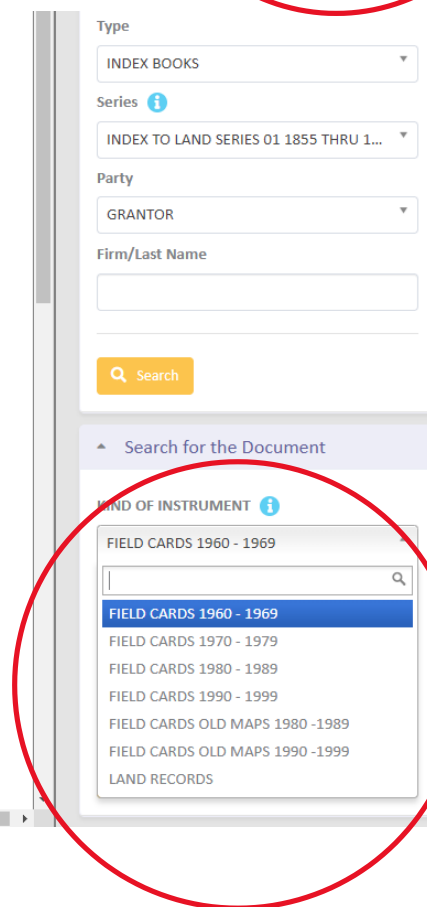 Type
INDEX BOOKS
Series
INDEX TO LAND SERIES 01 1855 THRU 1...
Party
GRANTOR
Firm/Last Name
Search
Search for the Document
KIND OF INSTRUMENT
FIELD CARDS 1960 - 1969
FIELD CARDS 1960 - 1969
FIELD CARDS 1970 - 1979
FIELD CARDS 1980 - 1989
FIELD CARDS 1990 - 1999
FIELD CARDS OLD MAPS 1980 -1989
FIELD CARDS OLD MAPS 1990 -1999
LAND RECORDS